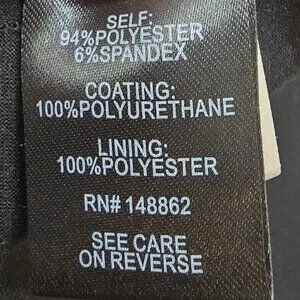 SELF:
94%POLYESTER
6%SPANDEX
COATING:
100%POLYURETHANE
LINING:
100%POLYESTER
RN# 148862
SEE CARE
ON REVERSE